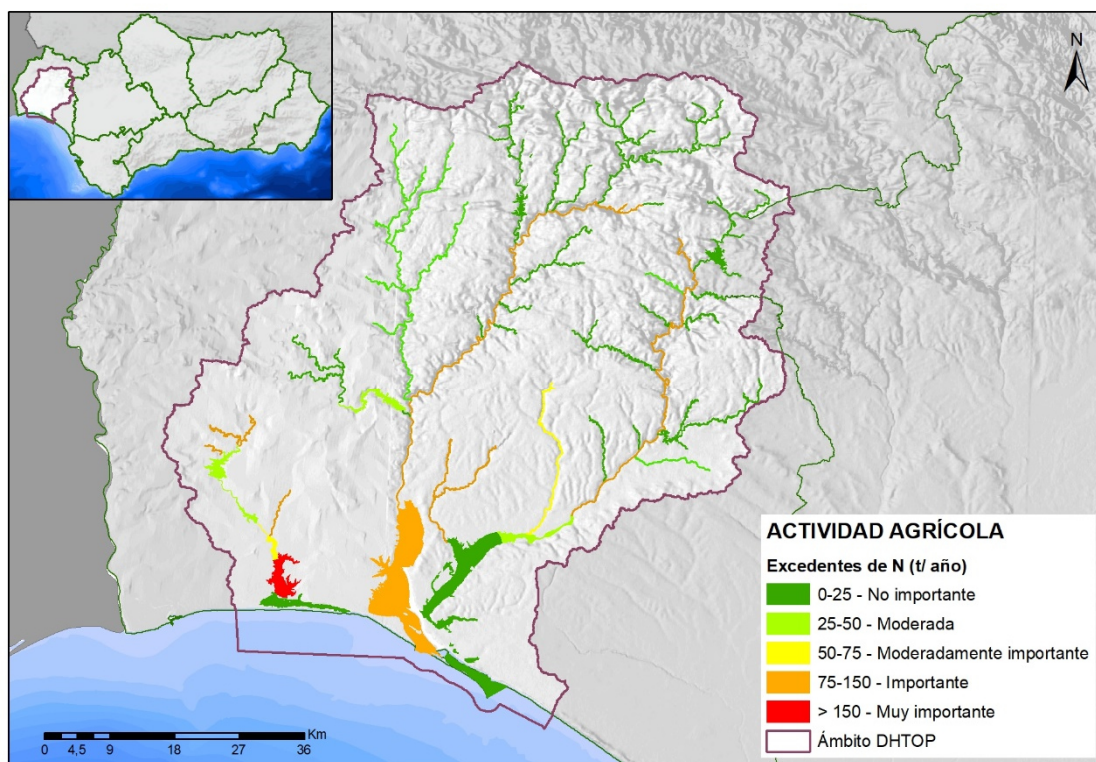 N
ACTIVIDAD AGRÍCOLA
Excedentes de N (t/ año)
0-25 - No importante
25-50 - Moderada
50-75 - Moderadamente importante
75-150 - Importante
> 150 - Muy importante
Ámbito DHTOP
Km
0 4,5 9 18 27 36